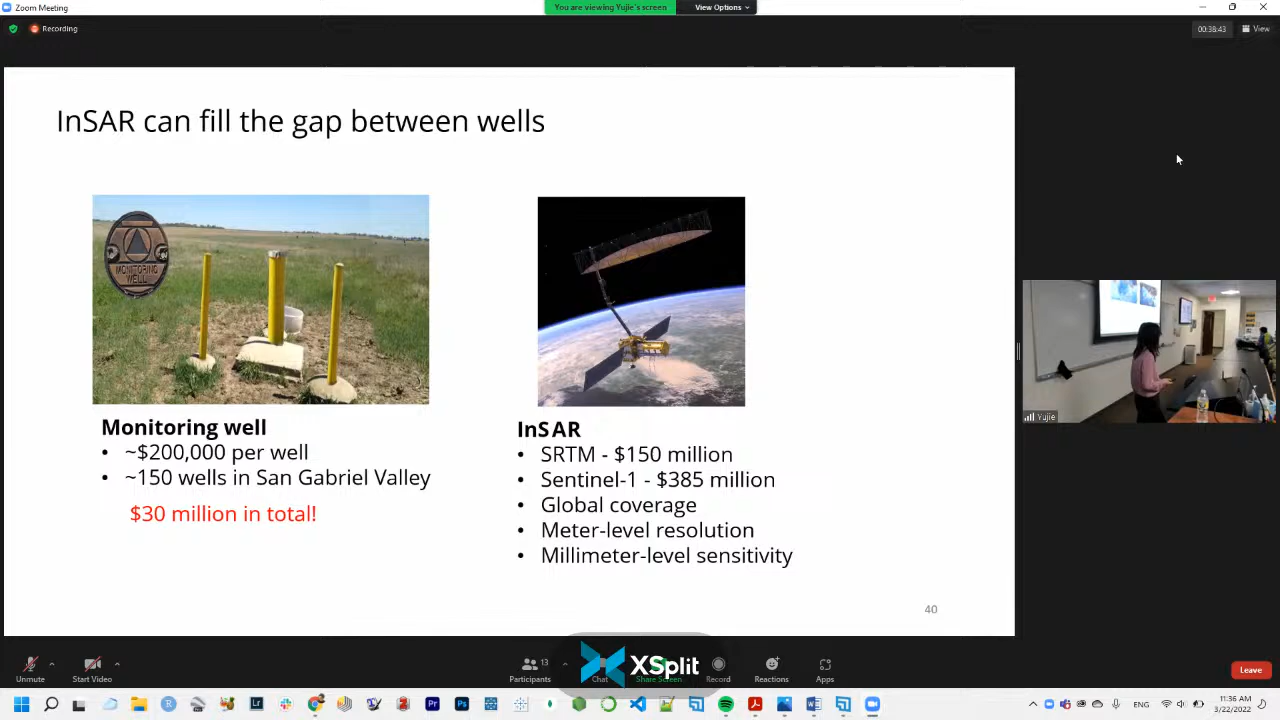 Zoom Meeting
You are viewing Yujie's screen
View Options
Recording
00:38:43
View
InSAR can fill the gap between wells
MONITORING
WELL
Monitoring well
• ~$200,000 per well
• ~150 wells in San Gabriel Valley
$30 million in total!
InSAR
• SRTM - $150 million
• Sentinel-1 - $385 million
• Global coverage
• Meter-level resolution
• Millimeter-level sensitivity
40
Yujie
Unmute
Start Video
Participants
13
Chat
Share Screen
Record
Reactions
Apps
Leave
XSplit
ENG
11:36 AM
3/22/2022